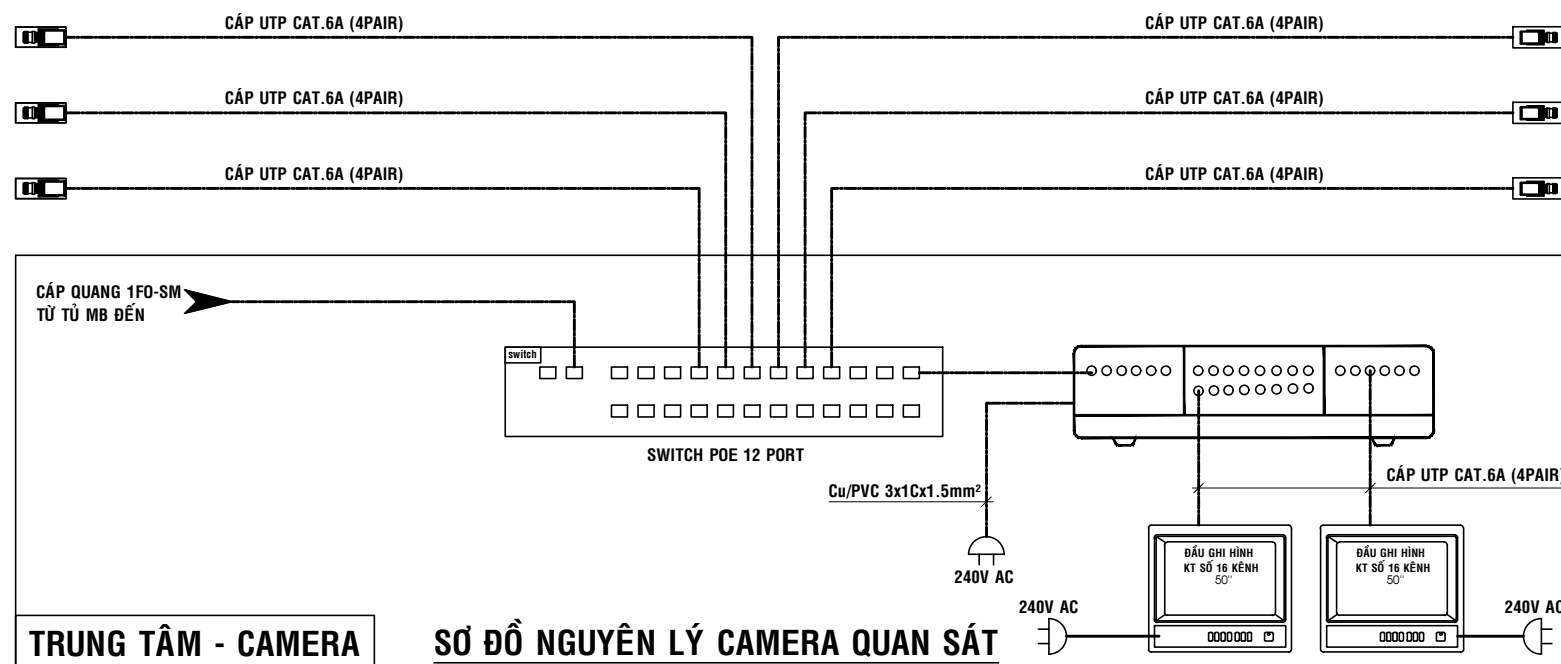 CÁP UTP CAT.6A (4PAIR)
CÁP UTP CAT.6A (4PAIR)
CÁP UTP CAT.6A (4PAIR)
CÁP UTP CAT.6A (4PAIR)
CÁP UTP CAT.6A (4PAIR)
CÁP UTP CAT.6A (4PAIR)
CÁP QUANG 1FO-SM
TỪ TỦ MB ĐẾN
switch
SWITCH POE 12 PORT
Cu/PVC 3x1Cx1.5mm²
CÁP UTP CAT.6A (4PAIR)
240V AC
ĐẦU GHI HÌNH
KT SỐ 16 KÊNH
50"
ĐẦU GHI HÌNH
KT SỐ 16 KÊNH
50"
240V AC
240V AC
TRUNG TÂM - CAMERA
SƠ ĐỒ NGUYÊN LÝ CAMERA QUAN SÁT